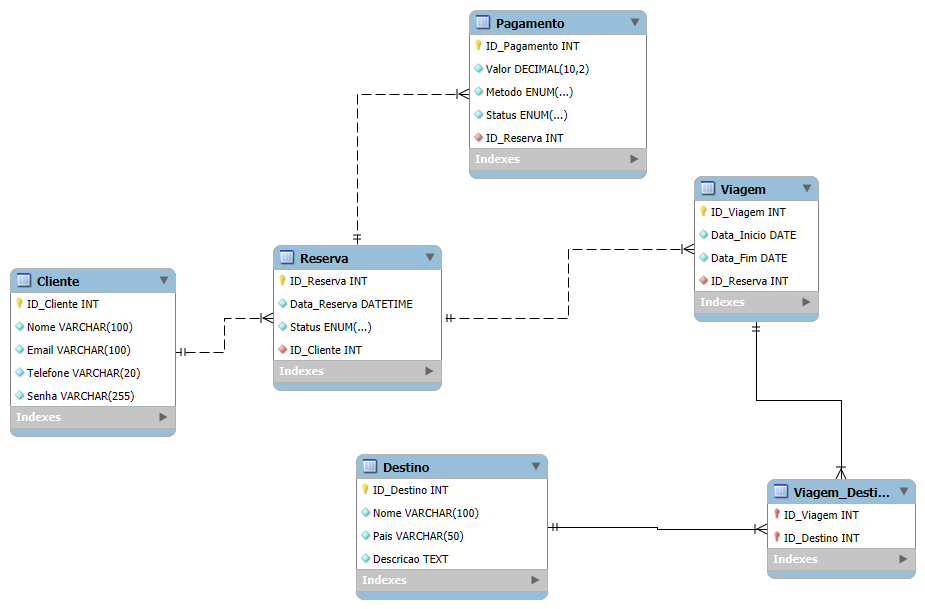 Pagamento
ID_Pagamento INT
Valor DECIMAL(10,2)
Metodo ENUM(...)
Status ENUM(...)
ID_Reserva INT
Indexes
Viagem
ID_Viagem INT
Data_Inicio DATE
Data_Fim DATE
ID_Reserva INT
Indexes
Reserva
ID_Reserva INT
Data_Reserva DATETIME
Status ENUM(...)
ID_Cliente INT
Indexes
Cliente
ID_Cliente INT
Nome VARCHAR(100)
Email VARCHAR(100)
Telefone VARCHAR(20)
Senha VARCHAR(255)
Indexes
Destino
ID_Destino INT
Nome VARCHAR(100)
Pais VARCHAR(50)
Descricao TEXT
Indexes
Viagem_Desti...
ID_Viagem INT
ID_Destino INT
Indexes